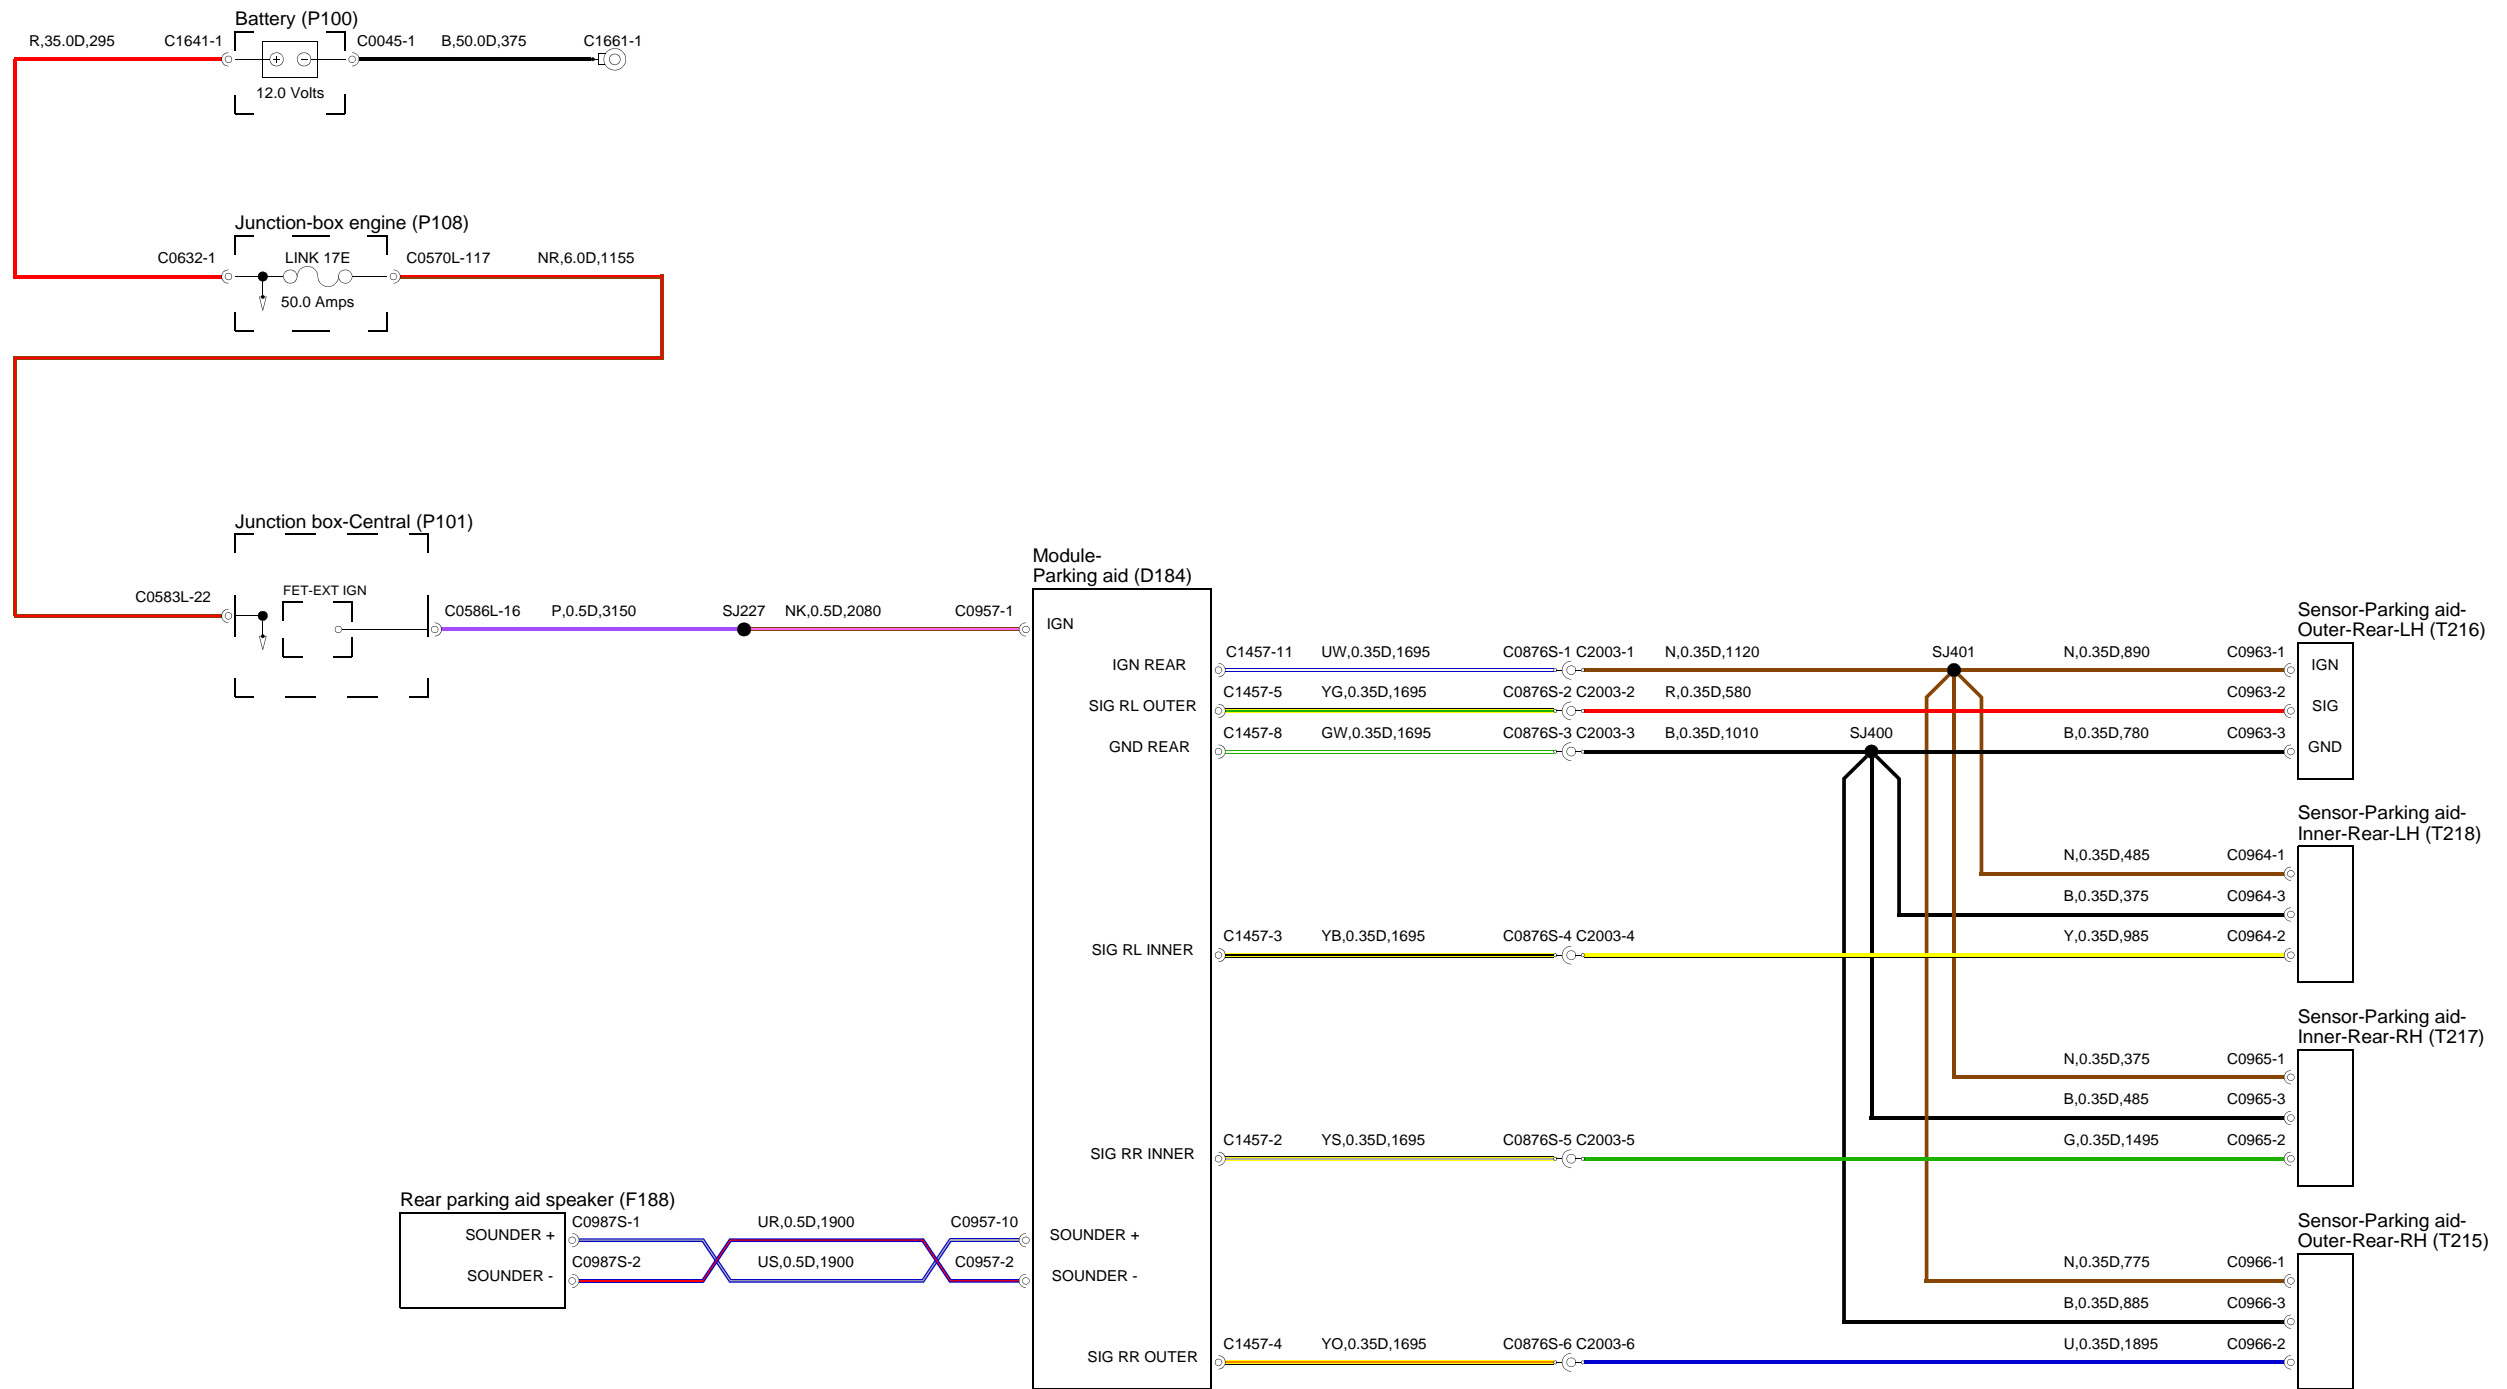 Battery (P100)
R,35.0D,295
C1641-1
C0045-1
B,50.0D,375
C1661-1
12.0 Volts
Junction-box engine (P108)
C0632-1
LINK 17E
C0570L-117
NR,6.0D,1155
50.0 Amps
Junction box-Central (P101)
C0583L-22
FET-EXT IGN
C0586L-16
P,0.5D,3150
SJ227
NK,0.5D,2080
C0957-1
Module-
Parking aid (D184)
IGN
IGN REAR
C1457-11
UW,0.35D,1695
C0876S-1 C2003-1
N,0.35D,1120
SJ401
N,0.35D,890
C0963-1
Sensor-Parking aid-
Outer-Rear-LH (T216)
IGN
SIG RL OUTER
C1457-5
YG,0.35D,1695
C0876S-2 C2003-2
R,0.35D,580
C0963-2
SIG
GND REAR
C1457-8
GW,0.35D,1695
C0876S-3 C2003-3
B,0.35D,1010
SJ400
B,0.35D,780
C0963-3
GND
Sensor-Parking aid-
Inner-Rear-LH (T218)
N,0.35D,485
C0964-1
B,0.35D,375
C0964-3
SIG RL INNER
C1457-3
YB,0.35D,1695
C0876S-4 C2003-4
Y,0.35D,985
C0964-2
Sensor-Parking aid-
Inner-Rear-RH (T217)
N,0.35D,375
C0965-1
B,0.35D,485
C0965-3
SIG RR INNER
C1457-2
YS,0.35D,1695
C0876S-5 C2003-5
G,0.35D,1495
C0965-2
Rear parking aid speaker (F188)
SOUNDER +
C0987S-1
UR,0.5D,1900
C0957-10
SOUNDER +
SOUNDER -
C0987S-2
US,0.5D,1900
C0957-2
SOUNDER -
Sensor-Parking aid-
Outer-Rear-RH (T215)
N,0.35D,775
C0966-1
B,0.35D,885
C0966-3
SIG RR OUTER
C1457-4
YO,0.35D,1695
C0876S-6 C2003-6
U,0.35D,1895
C0966-2